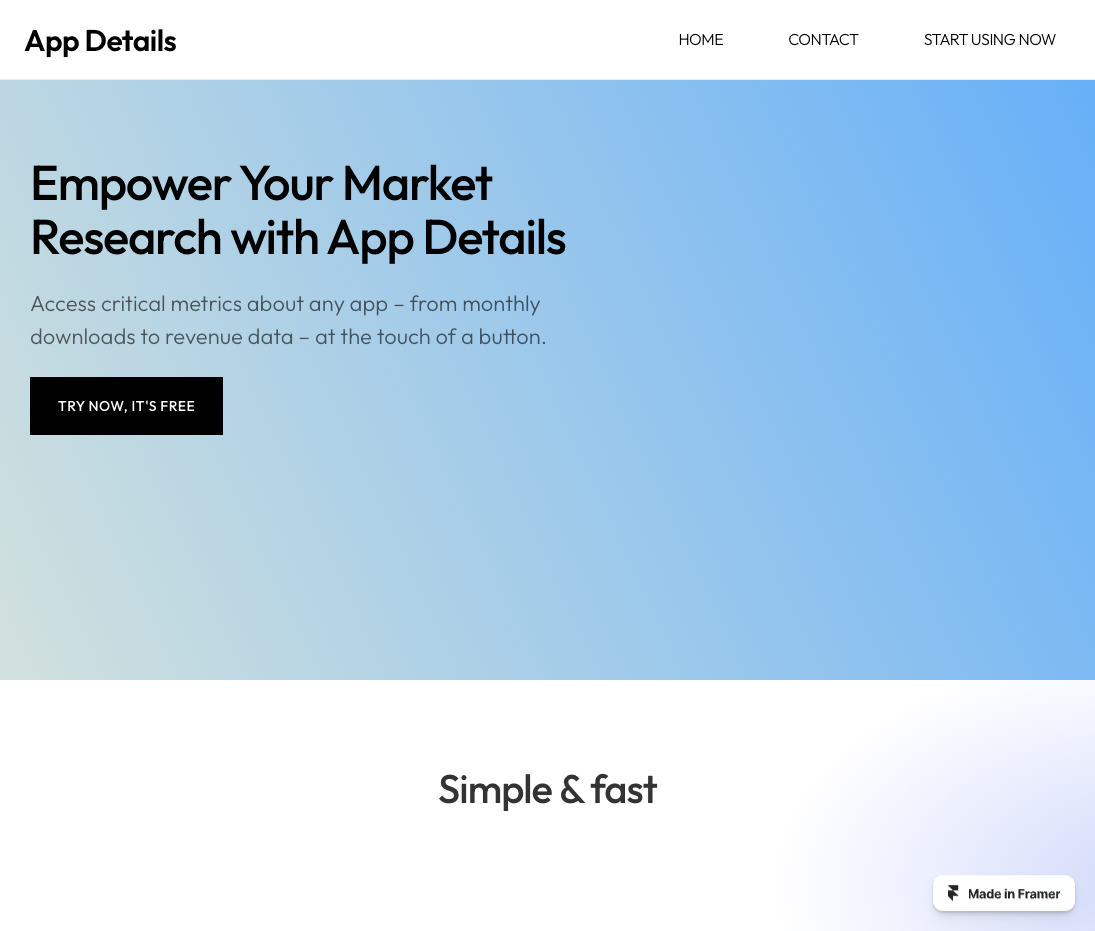 App Details
HOME
CONTACT
START USING NOW
Empower Your Market
Research with App Details
Access critical metrics about any app – from monthly
downloads to revenue data – at the touch of a button.
TRY NOW, IT'S FREE
Simple & fast
Made in Framer